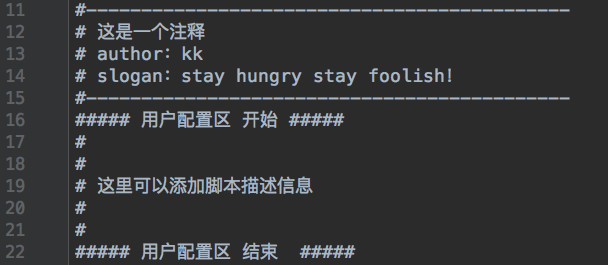 11 #--------------------------------------------
12 # 这是一个注释
13 # author：kk
14 # slogan：stay hungry stay foolish!
15 #--------------------------------------------
16 ##### 用户配置区 开始 #####
17 #
18 #
19 # 这里可以添加脚本描述信息
20 #
21 #
22 ##### 用户配置区 结束  #####